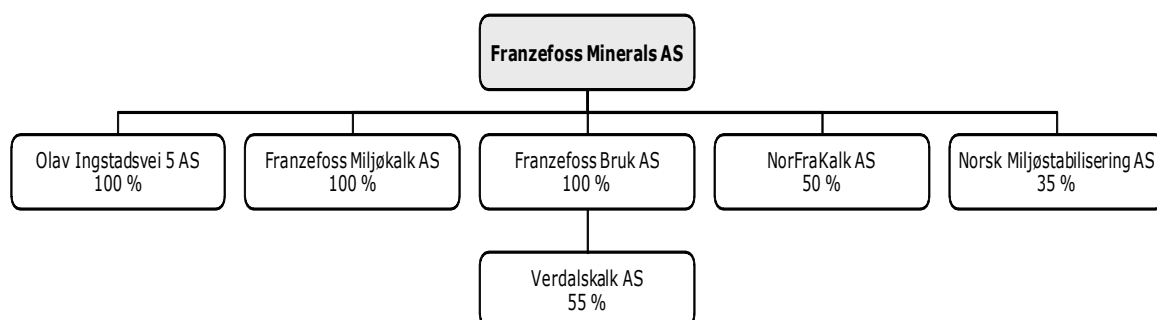 Franzefoss Minerals AS
Olav Ingstadsvei 5 AS
100 %
Franzefoss Miljøkalk AS
100 %
Franzefoss Bruk AS
100 %
NorFraKalk AS
50 %
Norsk Miljøstabilisering AS
35 %
Verdalskalk AS
55 %